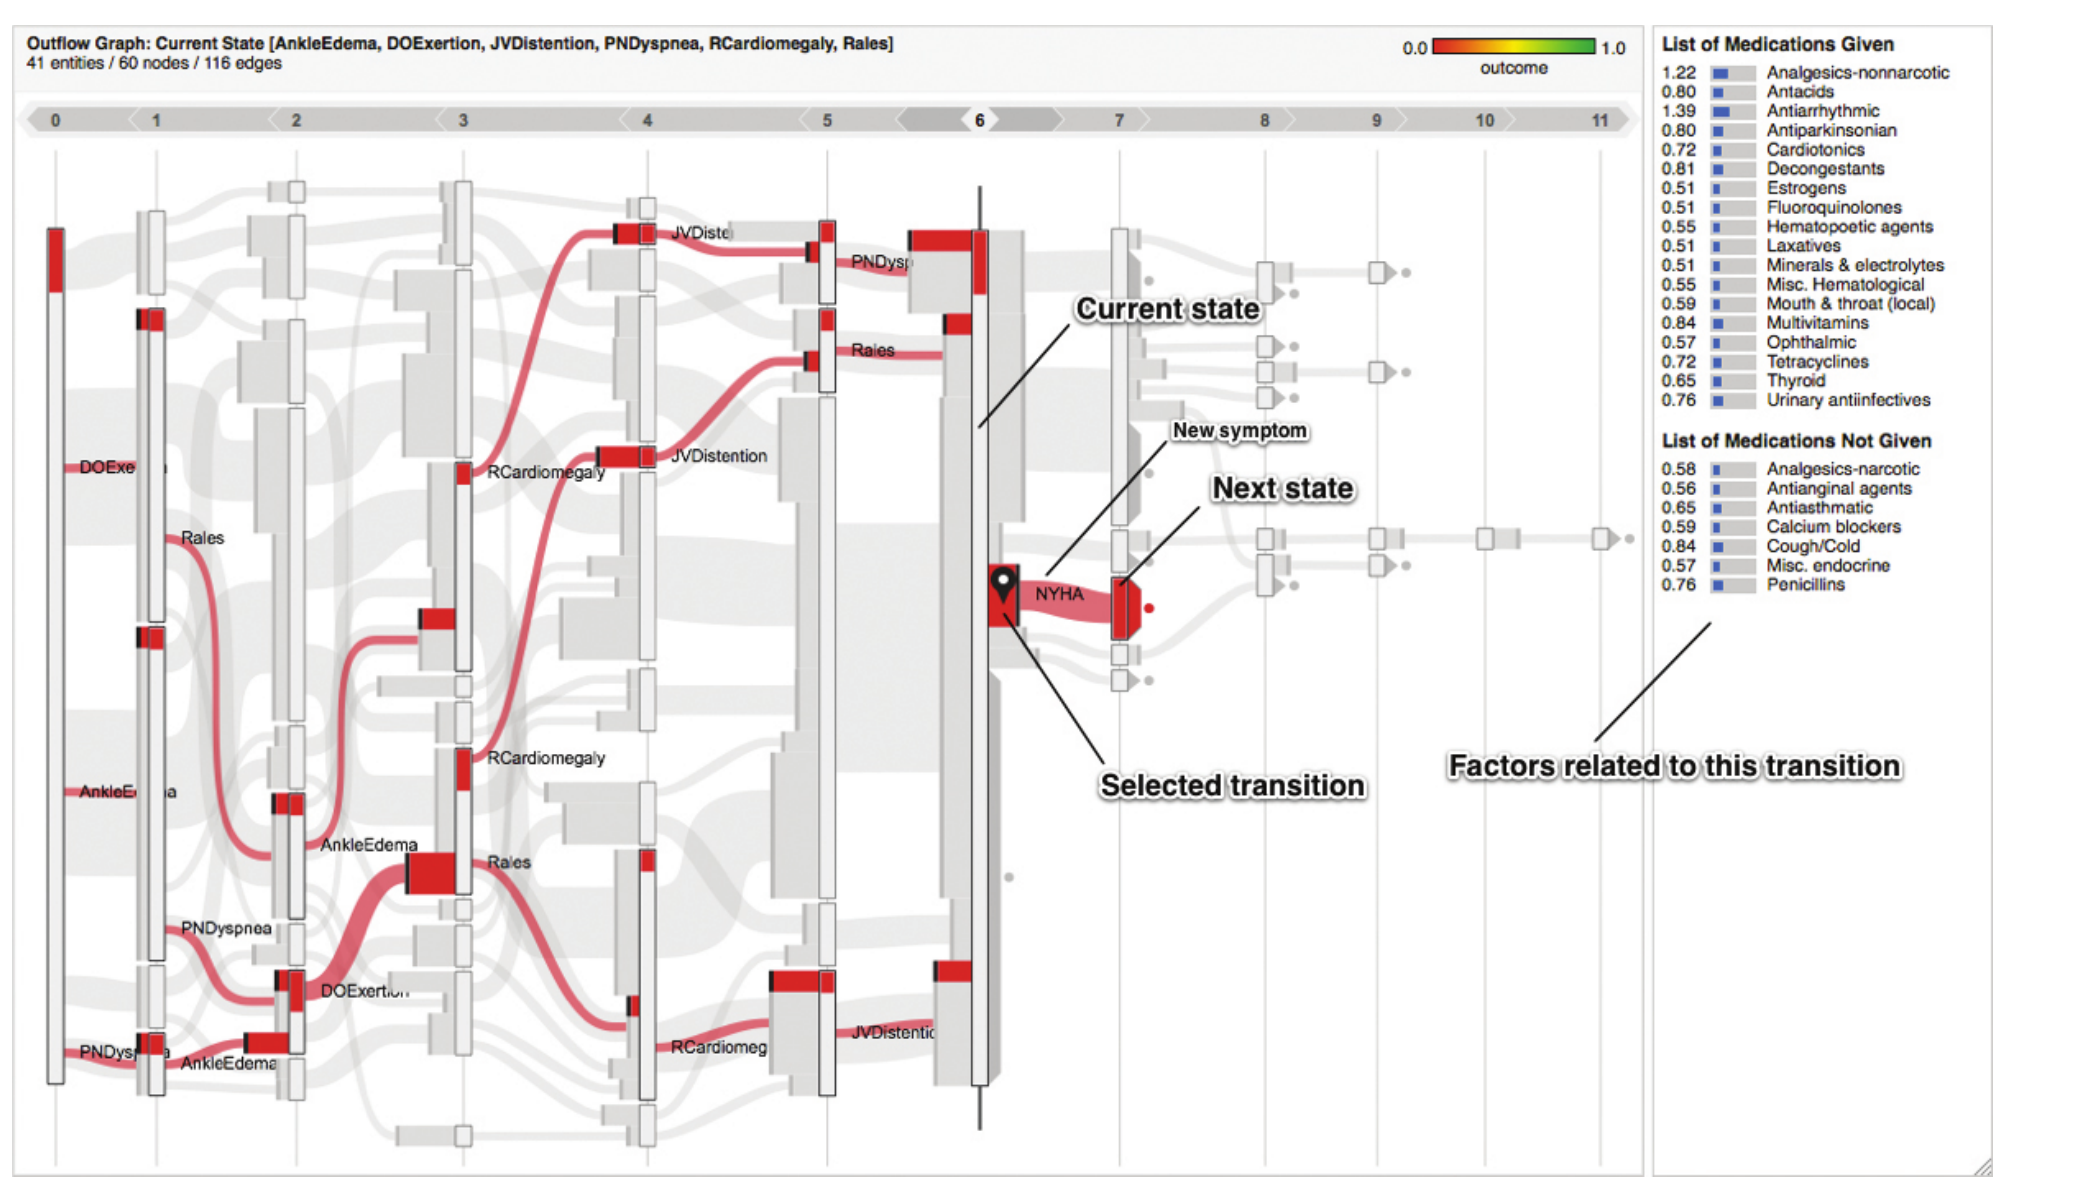 Outflow Graph: Current State [AnkleEdema, DOExertion, JVDistention, PNDyspnea, RCardiomegaly, Rales]
41 entities / 60 nodes / 116 edges
0.0 1.0
outcome
0 1 2 3 4 5 6 7 8 9 10 11
JVDiste
PNDysp
Current state
Rales
New symptom
JVDistention
DOExe
RCardiomegaly
Next state
Rales
NYHA
RCardiomegaly
Selected transition
Factors related to this transition
AnkleE a
AnkleEdema
Rales
PNDyspnea
DOExertion
JVDistentic
RCardiomeg
PNDysp a
AnkleEdema
List of Medications Given
1.22 Analgesics-nonnarcotic
0.80 Antacids
1.39 Antiarrhythmic
0.80 Antiparkinsonian
0.72 Cardiotonics
0.81 Decongestants
0.51 Estrogens
0.51 Fluoroquinolones
0.55 Hematopoetic agents
0.51 Laxatives
0.51 Minerals & electrolytes
0.55 Misc. Hematological
0.59 Mouth & throat (local)
0.84 Multivitamins
0.57 Ophthalmic
0.72 Tetracyclines
0.65 Thyroid
0.76 Urinary antiinfectives
List of Medications Not Given
0.58 Analgesics-narcotic
0.56 Antianginal agents
0.65 Antiasthmatic
0.59 Calcium blockers
0.84 Cough/Cold
0.57 Misc. endocrine
0.76 Penicillins